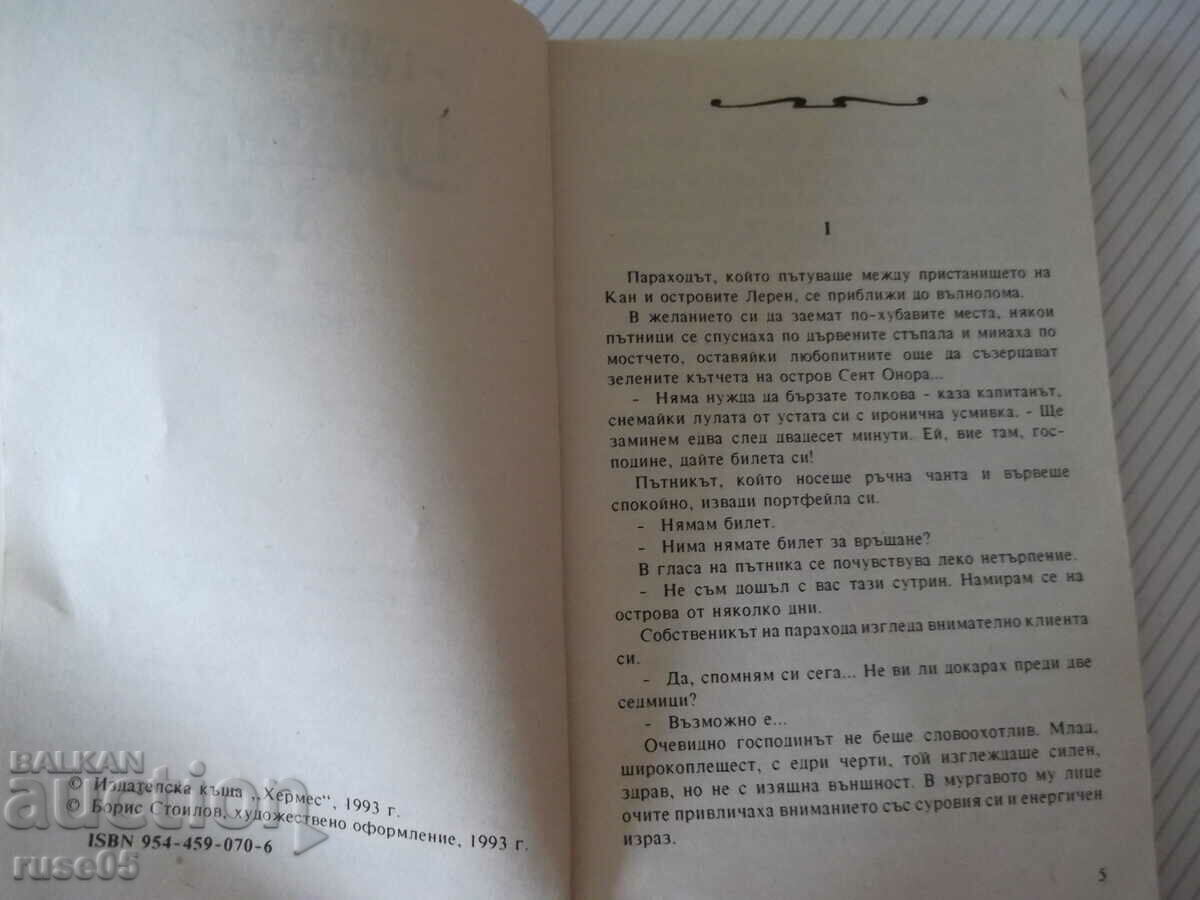 © Издателска къща „Хермес“, 1993 г.
© Борис Стоилов, художествено оформление, 1993 г.
ISBN 954-459-070-6
1
Параходът, който пътуваше между пристанището на
Кан и островите Лерен, се приближи до вълнолома.
В желанието си да заемат по-хубавите места, някои
пътници се спуснаха по дървените стъпала и минаха по
мостчето, оставяйки любопитните още да съзерцават
зелените кътчета на остров Сент Онора...
- Няма нужда да бързате толкова - каза капитанът,
снемайки лулата от устата си с иронична усмивка. - Ще
заминем едва след двадесет минути. Ей, вие там, гос-
подине, дайте билета си!
Пътникът, който носеше ръчна чанта и вървеше
спокойно, извади портфейла си.
- Нямам билет.
- Нима нямате билет за връщане?
В гласа на пътника се почувствува леко нетърпение.
- Не съм дошъл с вас тази сутрин. Намирам се на
острова от няколко дни.
Собственикът на парахода изгледа внимателно клиента
си.
- Да, спомням си сега... Не ви ли докарах преди две
седмици?
- Възможно е...
Очевидно господинът не беше словоохотлив. Млад,
широкоплещест, с едри черти, той изглеждаше силен,
здрав, но не с изящна външност. В мургавото му лице
очите привличаха вниманието със суровия си и енергичен
израз.
5
BALKAN
auction
ruse05